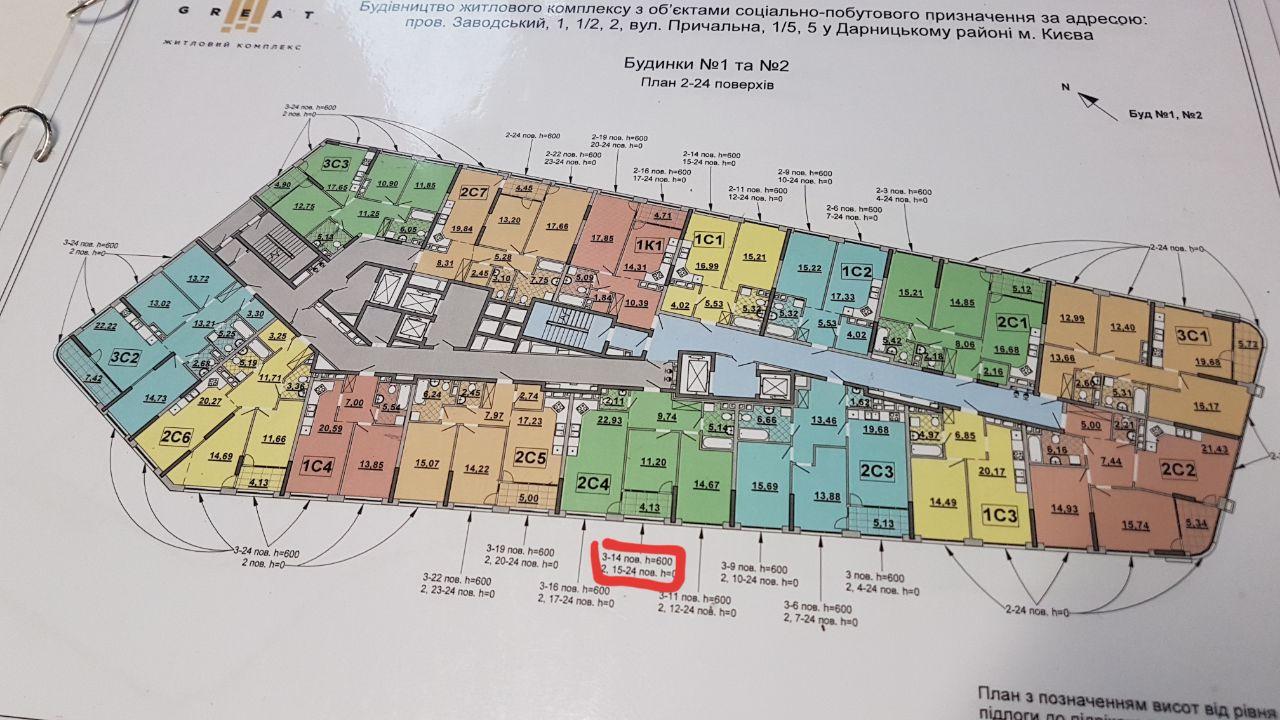 GREAT
ЖИТЛОВИЙ КОМПЛЕКС
Будівництво житлового комплексу з об'єктами соціально-побутового призначення за адресою:
пров. Заводський, 1, 1/2, 2, вул. Причальна, 1/5, 5 у Дарницькому районі м. Києва
Будинки №1 та №2
План 2-24 поверхів
N
Буд №1, №2
3-24 пов. h=600
2 пов. h=0
2-24 пов. h=600
2-22 пов. h=600
23-24 пов. h=0
2-19 пов. h=600
20-24 пов. h=0
2-16 пов. h=600
17-24 пов. h=0
2-14 пов. h=600
15-24 пов. h=0
2-11 пов. h=600
12-24 пов. h=0
2-9 пов. h=600
10-24 пов. h=0
2-6 пов. h=600
7-24 пов. h=0
2-3 пов. h=600
4-24 пов. h=0
2-24 пов. h=0
3-24 пов. h=600
2 пов. h=0
3С3
4,90
17,65
10,90
11,85
12,75
11,25
5,13
6,05
2С7
4,45
19,84
13,20
17,66
8,31
5,28
2,45
3,10
7,75
1К1
17,85
4,71
14,31
5,09
1,84
10,39
1С1
16,99
15,21
4,02
5,53
5,32
1С2
15,22
17,33
5,32
5,53
4,02
2С1
15,21
14,85
5,12
5,42
2,18
8,06
16,68
2,16
3С1
12,99
12,40
19,68
5,72
13,66
2,60
5,31
16,17
3С2
13,72
13,02
22,22
13,21
3,30
5,25
2,68
7,42
14,73
2С6
3,25
5,19
11,71
3,36
20,27
11,66
14,69
4,13
1С4
7,00
5,54
20,59
13,85
2С5
6,24
2,45
2,74
7,97
17,23
15,07
14,22
5,00
2С4
2,11
22,93
9,74
5,14
11,20
14,67
4,13
2С3
6,66
13,46
1,62
19,68
15,69
13,88
5,13
1С3
4,97
6,85
20,17
14,49
2С2
5,00
2,21
6,16
7,44
21,43
14,93
15,74
5,34
3-24 пов. h=600
2 пов. h=0
3-22 пов. h=600
2, 23-24 пов. h=0
3-19 пов. h=600
2, 20-24 пов. h=0
3-16 пов. h=600
2, 17-24 пов. h=0
3-14 пов. h=600
2, 15-24 пов. h=0
3-11 пов. h=600
2, 12-24 пов. h=0
3-9 пов. h=600
2, 10-24 пов. h=0
3-6 пов. h=600
2, 7-24 пов. h=0
3 пов. h=600
2, 4-24 пов. h=0
2-24 пов. h=0
План з позначенням висот від рівня
підлоги до